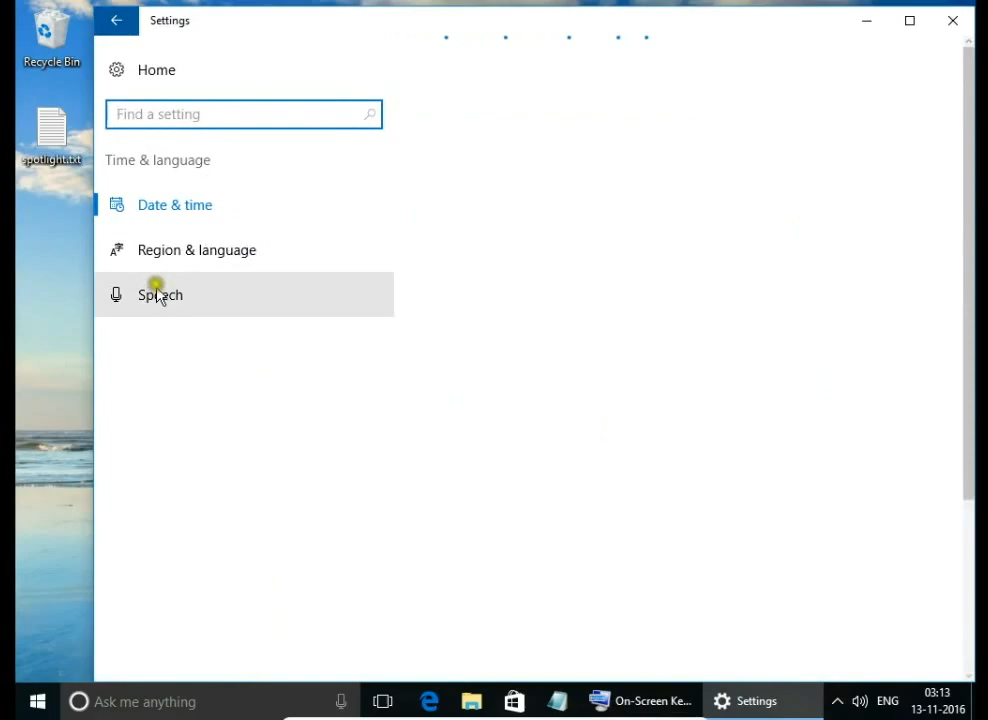 Settings
Recycle Bin
Home
Find a setting
spotlight.txt
Time & language
Date & time
Region & language
Speech
Ask me anything
On-Screen Ke...
Settings
ENG
03:13
13-11-2016